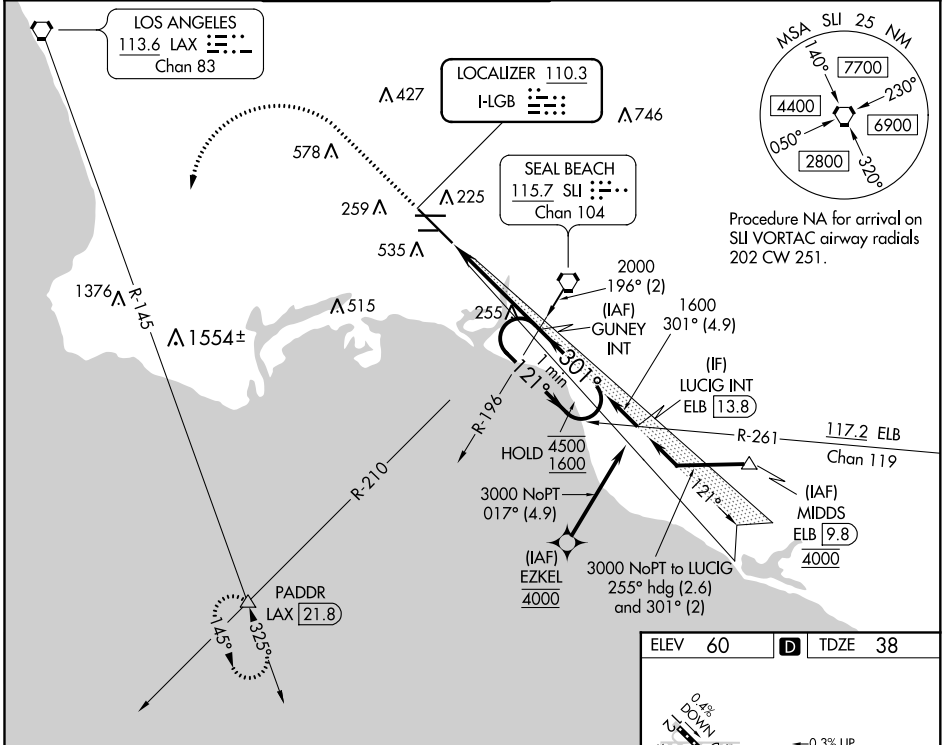 LOS ANGELES
113.6 LAX
Chan 83
LOCALIZER 110.3
I-LGB
427
746
578
SEAL BEACH
115.7 SLI
Chan 104
225
259
535
MSA SLI 25 NM
140°
7700
230°
4400
6900
050°
2800
320°
Procedure NA for arrival on
SLI VORTAC airway radials
202 CW 251.
2000
196° (2)
(IAF)
GUNEY
INT
1600
301° (4.9)
(IF)
LUCIG INT
ELB 13.8
1376
R-145
1554±
515
255
1 min
301°
121°
R-196
HOLD 4500
1600
R-261
117.2 ELB
Chan 119
R-210
3000 NoPT
017° (4.9)
(IAF)
EZKEL
4000
121°
(IAF)
MIDDS
ELB 9.8
4000
3000 NoPT to LUCIG
255° hdg (2.6)
and 301° (2)
PADDR
LAX 21.8
145°
325°
ELEV 60
D
TDZE 38
0.4%
DOWN
12
0.3% UP